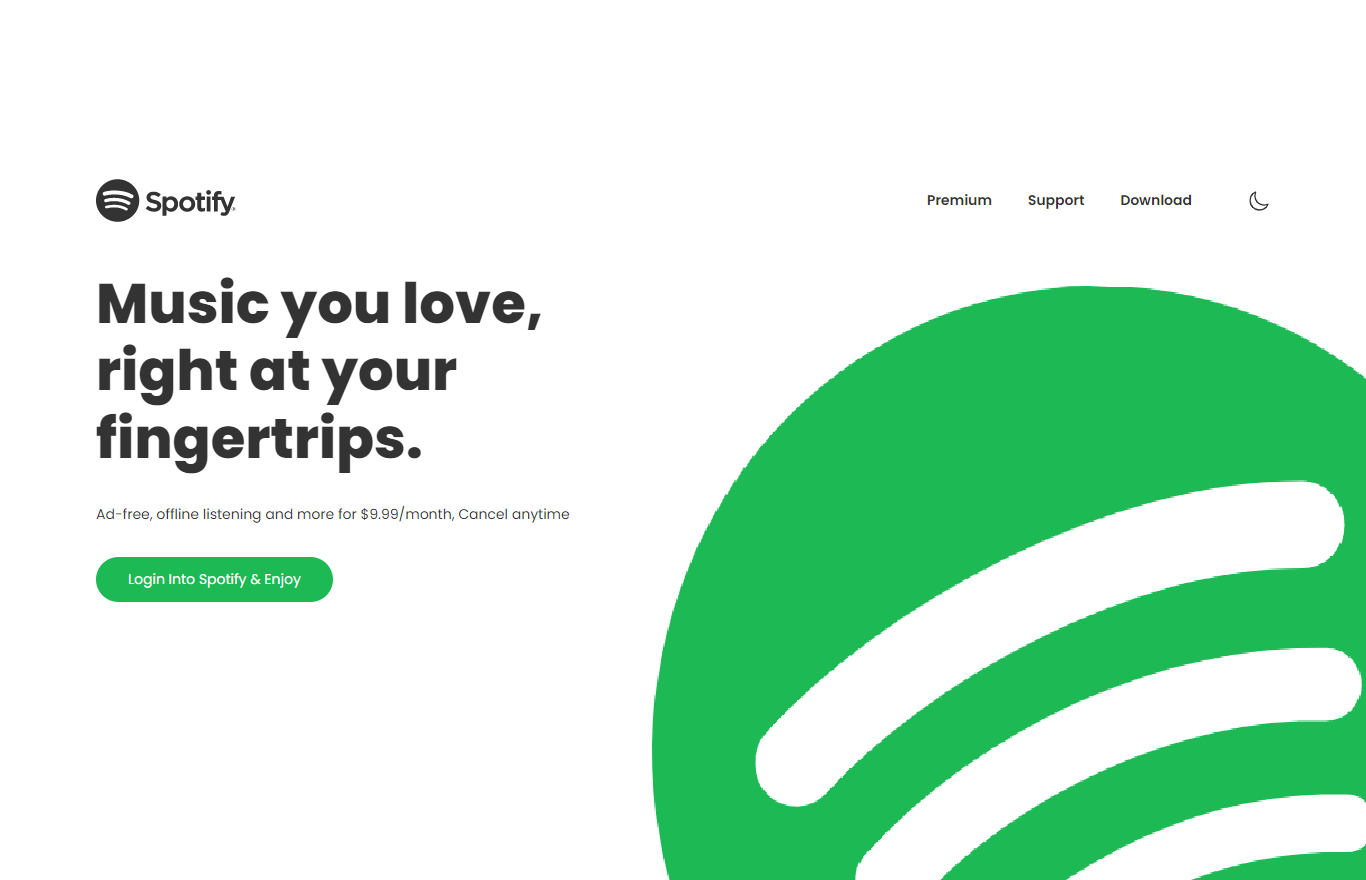 Spotify
Premium Support Download
Music you love,
right at your
fingertrips.
Ad-free, offline listening and more for $9.99/month, Cancel anytime
Login Into Spotify & Enjoy